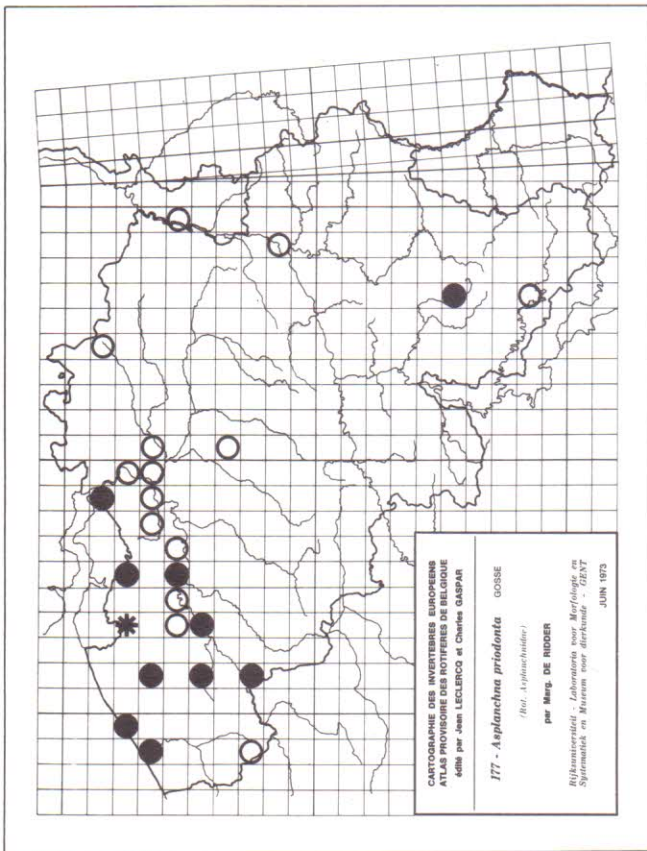 CARTOGRAPHIE DES INVERTEBRES EUROPEENS
ATLAS PROVISOIRE DES ROTIFERES DE BELGIQUE
édité par Jean LECLERCQ et Charles GASPAR
177 - Asplanchna priodonta GOSSE
(Rot. Asplanchnidae)
par Marg. DE RIDDER
Rijksuniversiteit - Laboratoria voor Morfologie en
Systematiek en Museum voor dierkunde - GENT
JUIN 1973